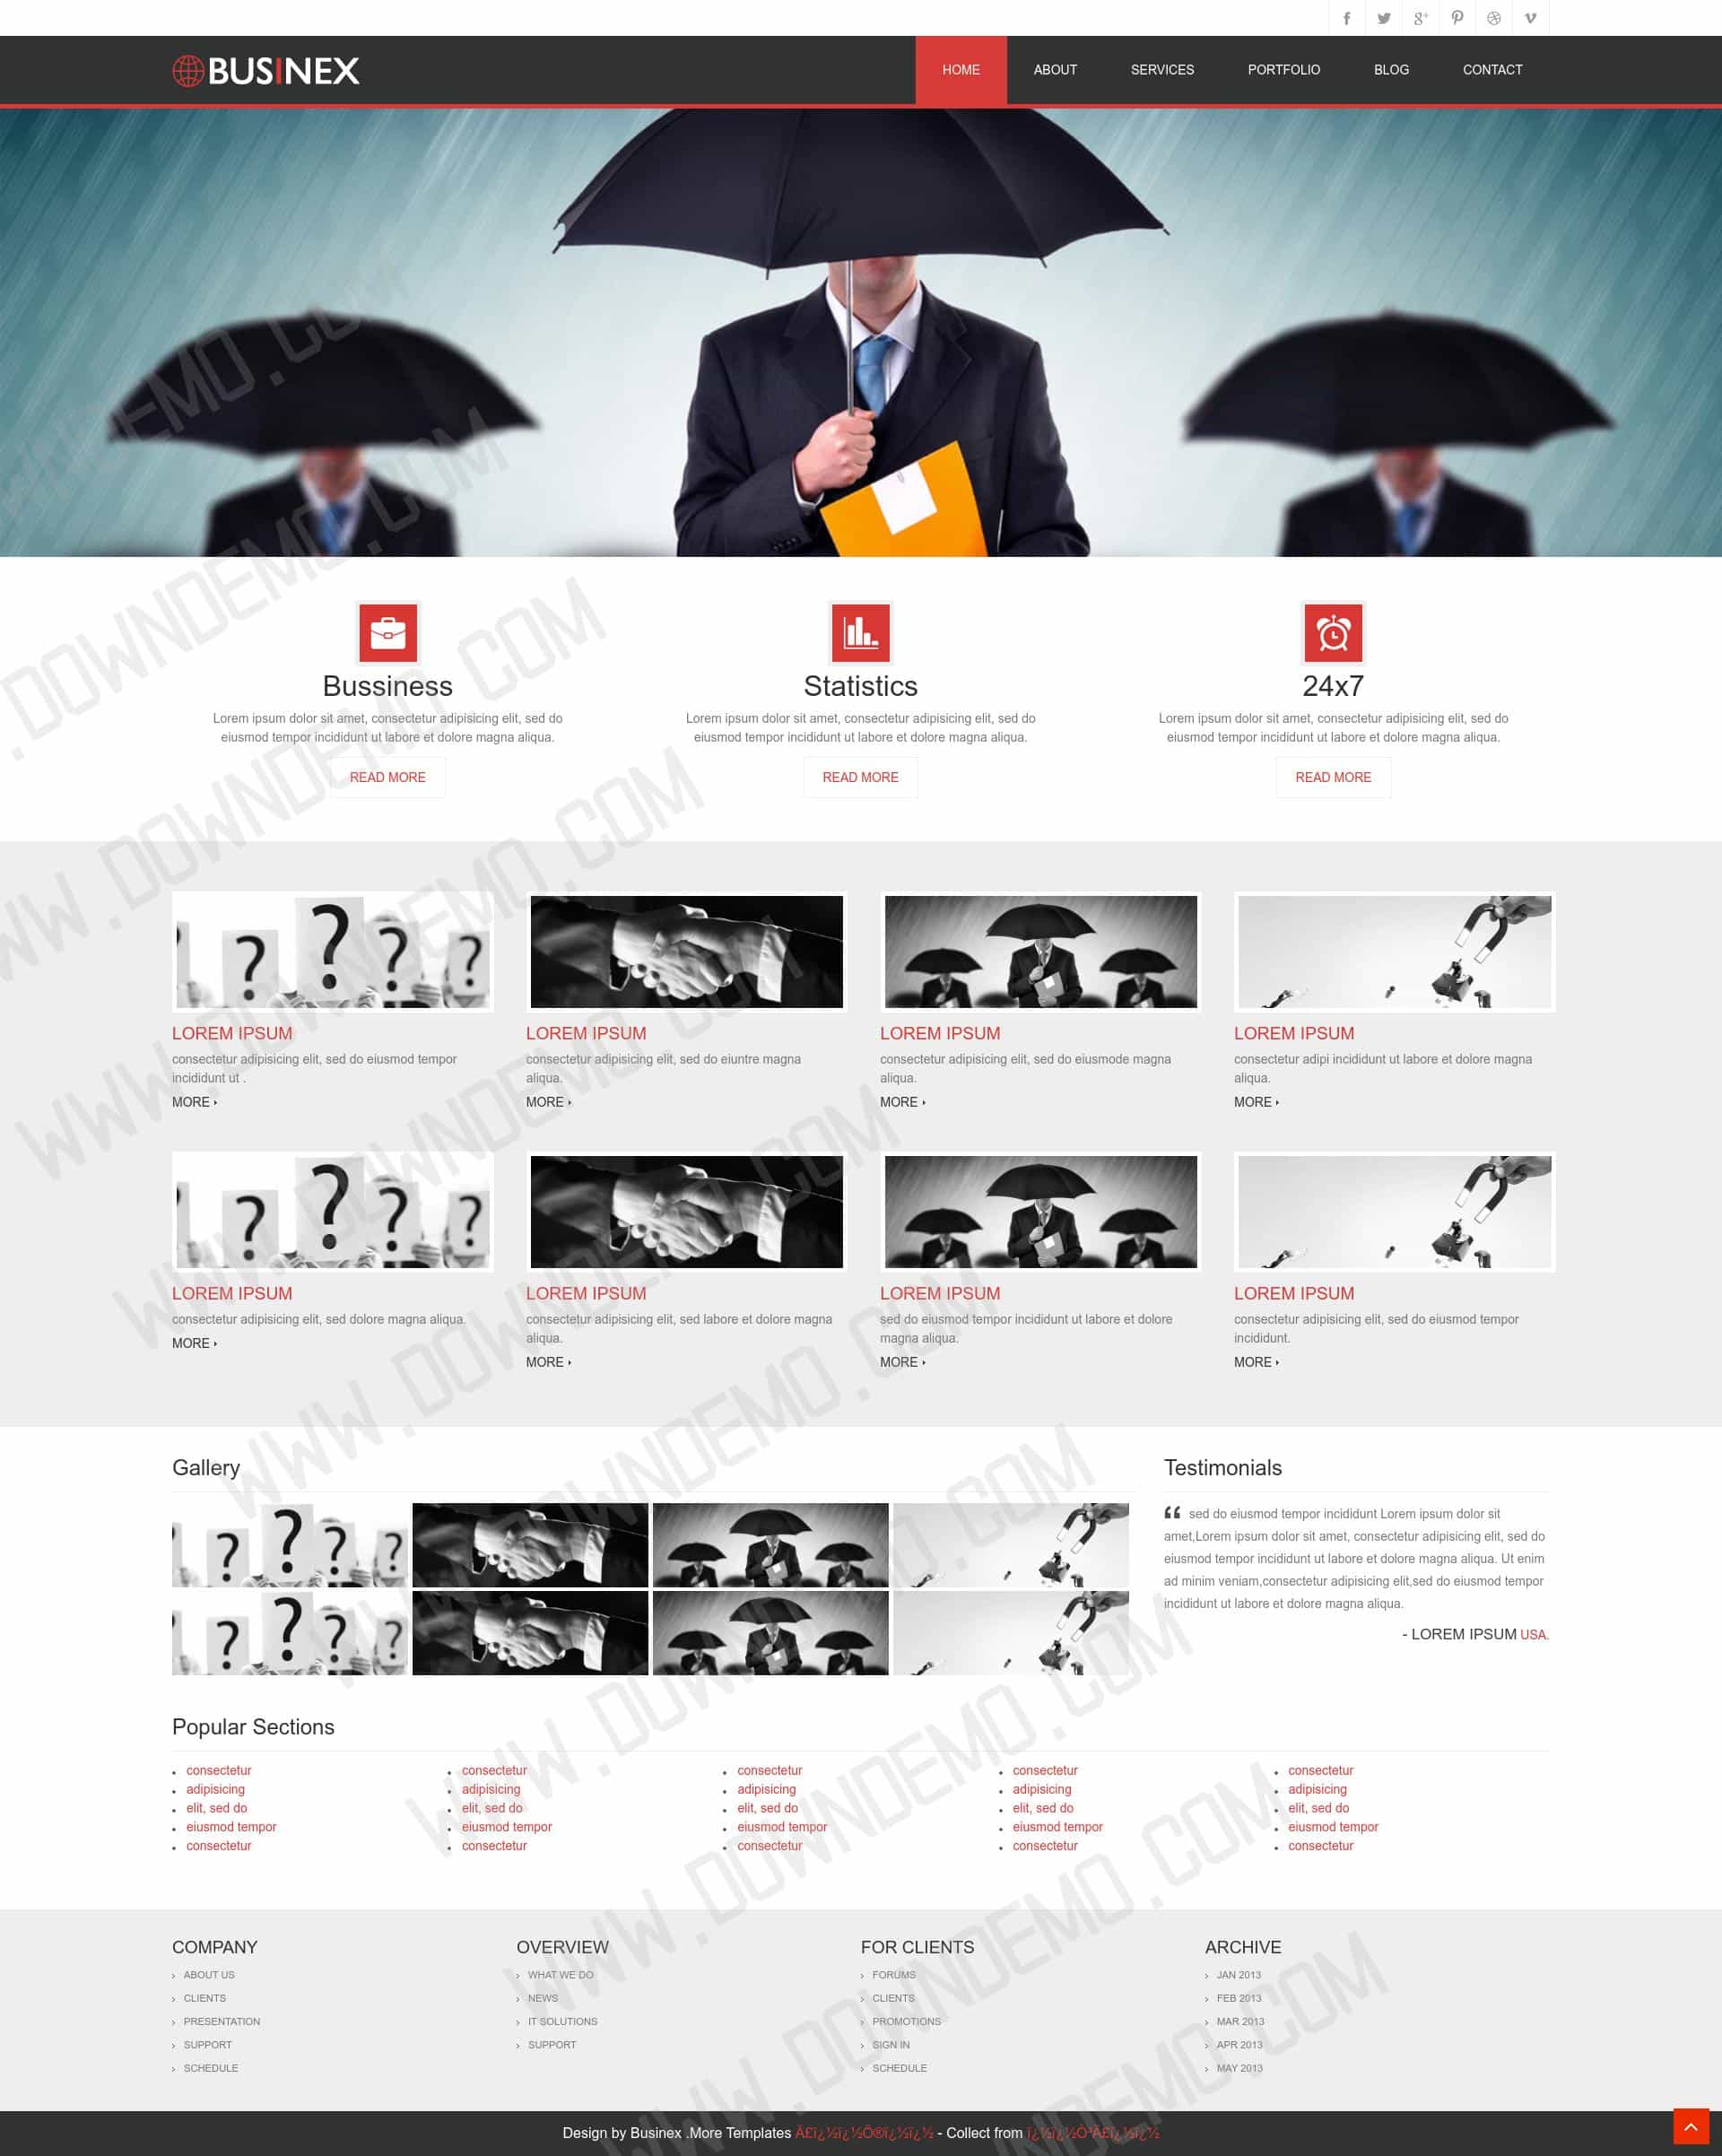 BUSINEX
HOME ABOUT SERVICES PORTFOLIO BLOG CONTACT
Bussiness
Lorem ipsum dolor sit amet, consectetur adipisicing elit, sed do
eiusmod tempor incididunt ut labore et dolore magna aliqua.
READ MORE
Statistics
Lorem ipsum dolor sit amet, consectetur adipisicing elit, sed do
eiusmod tempor incididunt ut labore et dolore magna aliqua.
READ MORE
24x7
Lorem ipsum dolor sit amet, consectetur adipisicing elit, sed do
eiusmod tempor incididunt ut labore et dolore magna aliqua.
READ MORE
LOREM IPSUM
consectetur adipisicing elit, sed do eiusmod tempor
incididunt ut .
MORE
LOREM IPSUM
consectetur adipisicing elit, sed do eiuntre magna
aliqua.
MORE
LOREM IPSUM
consectetur adipisicing elit, sed do eiusmode magna
aliqua.
MORE
LOREM IPSUM
consectetur adipi incididunt ut labore et dolore magna
aliqua.
MORE
LOREM IPSUM
consectetur adipisicing elit, sed dolore magna aliqua.
MORE
LOREM IPSUM
consectetur adipisicing elit, sed labore et dolore magna
aliqua.
MORE
LOREM IPSUM
sed do eiusmod tempor incididunt ut labore et dolore
magna aliqua.
MORE
LOREM IPSUM
consectetur adipisicing elit, sed do eiusmod tempor
incididunt.
MORE
Gallery
Testimonials
“ sed do eiusmod tempor incididunt Lorem ipsum dolor sit
amet,Lorem ipsum dolor sit amet, consectetur adipisicing elit, sed do
eiusmod tempor incididunt ut labore et dolore magna aliqua. Ut enim
ad minim veniam,consectetur adipisicing elit,sed do eiusmod tempor
incididunt ut labore et dolore magna aliqua.
- LOREM IPSUM USA.
Popular Sections
consectetur
adipisicing
elit, sed do
eiusmod tempor
consectetur
consectetur
adipisicing
elit, sed do
eiusmod tempor
consectetur
consectetur
adipisicing
elit, sed do
eiusmod tempor
consectetur
consectetur
adipisicing
elit, sed do
eiusmod tempor
consectetur
consectetur
adipisicing
elit, sed do
eiusmod tempor
consectetur
COMPANY
ABOUT US
CLIENTS
PRESENTATION
SUPPORT
SCHEDULE
OVERVIEW
WHAT WE DO
NEWS
IT SOLUTIONS
SUPPORT
FOR CLIENTS
FORUMS
CLIENTS
PROMOTIONS
SIGN IN
SCHEDULE
ARCHIVE
JAN 2013
FEB 2013
MAR 2013
APR 2013
MAY 2013
Design by Businex .More Templates - Collect from
WWW.DOWNDEMO.COM